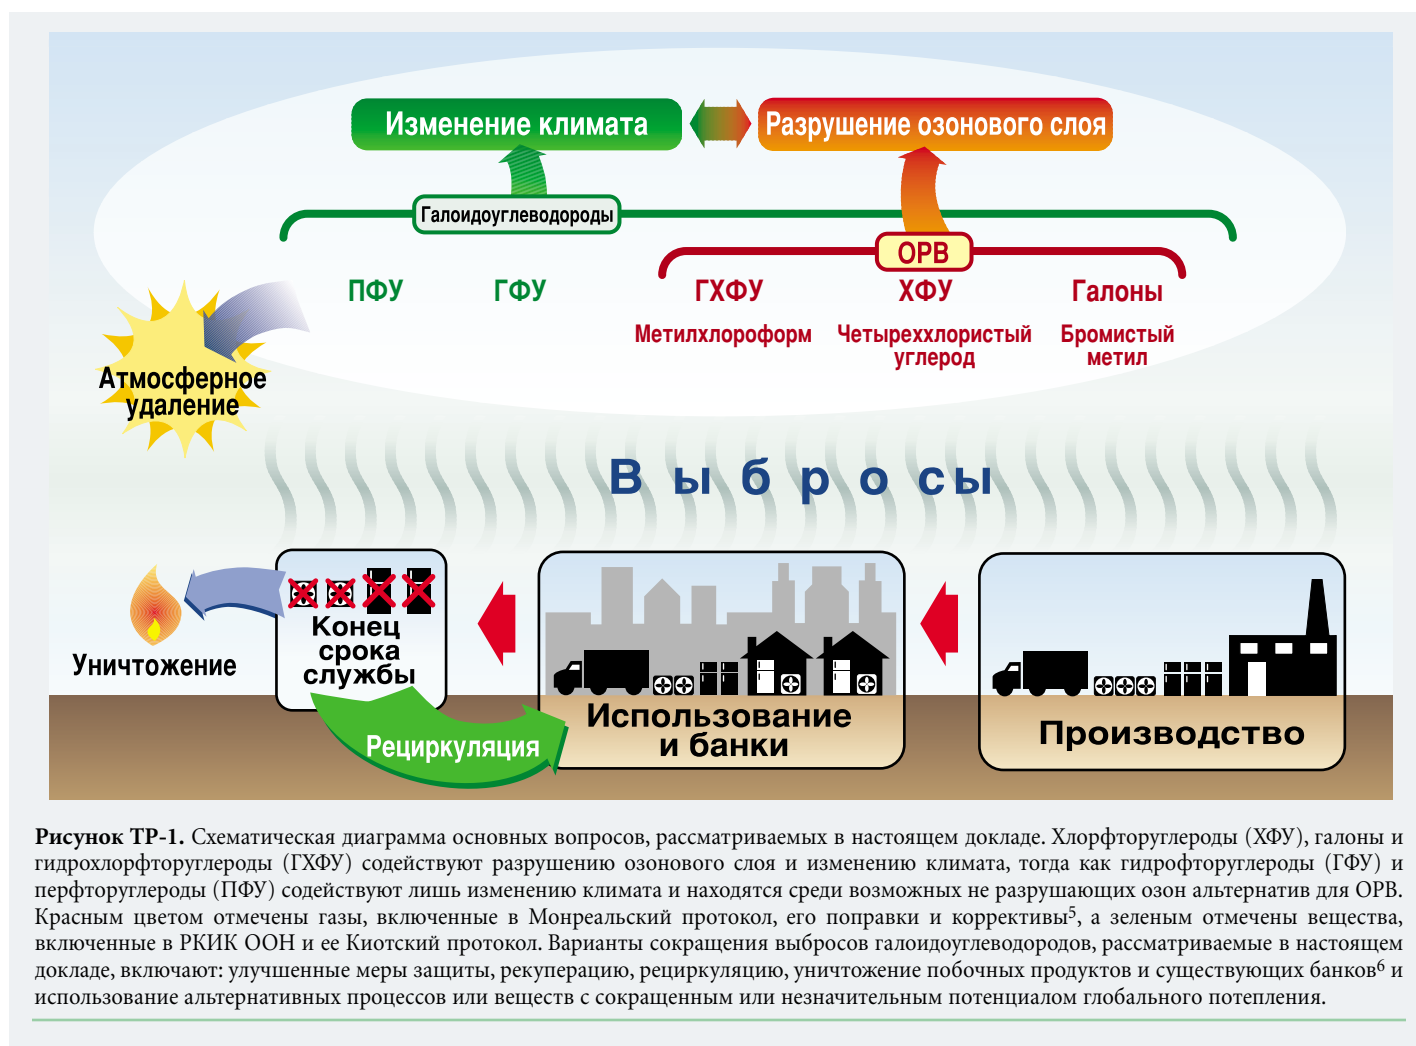 Изменение климата
Разрушение озонового слоя
Галоидоуглеводороды
ОРВ
ПФУ
ГФУ
ГХФУ
ХФУ
Галоны
Метилхлороформ
Четыреххлористый
углерод
Бромистый
метил
Атмосферное
удаление
Выбросы
Уничтожение
Конец
срока
службы
Рециркуляция
Использование
и банки
Производство
Рисунок ТР-1. Схематическая диаграмма основных вопросов, рассматриваемых в настоящем докладе. Хлорфторуглероды (ХФУ), галоны и
гидрохлорфторуглероды (ГХФУ) содействуют разрушению озонового слоя и изменению климата, тогда как гидрофторуглероды (ГФУ) и
перфторуглероды (ПФУ) содействуют лишь изменению климата и находятся среди возможных не разрушающих озон альтернатив для ОРВ.
Красным цветом отмечены газы, включенные в Монреальский протокол, его поправки и коррективы5, а зеленым отмечены вещества,
включенные в РКИК ООН и ее Киотский протокол. Варианты сокращения выбросов галоидоуглеводородов, рассматриваемые в настоящем
докладе, включают: улучшенные меры защиты, рекуперацию, рециркуляцию, уничтожение побочных продуктов и существующих банков6 и
использование альтернативных процессов или веществ с сокращенным или незначительным потенциалом глобального потепления.